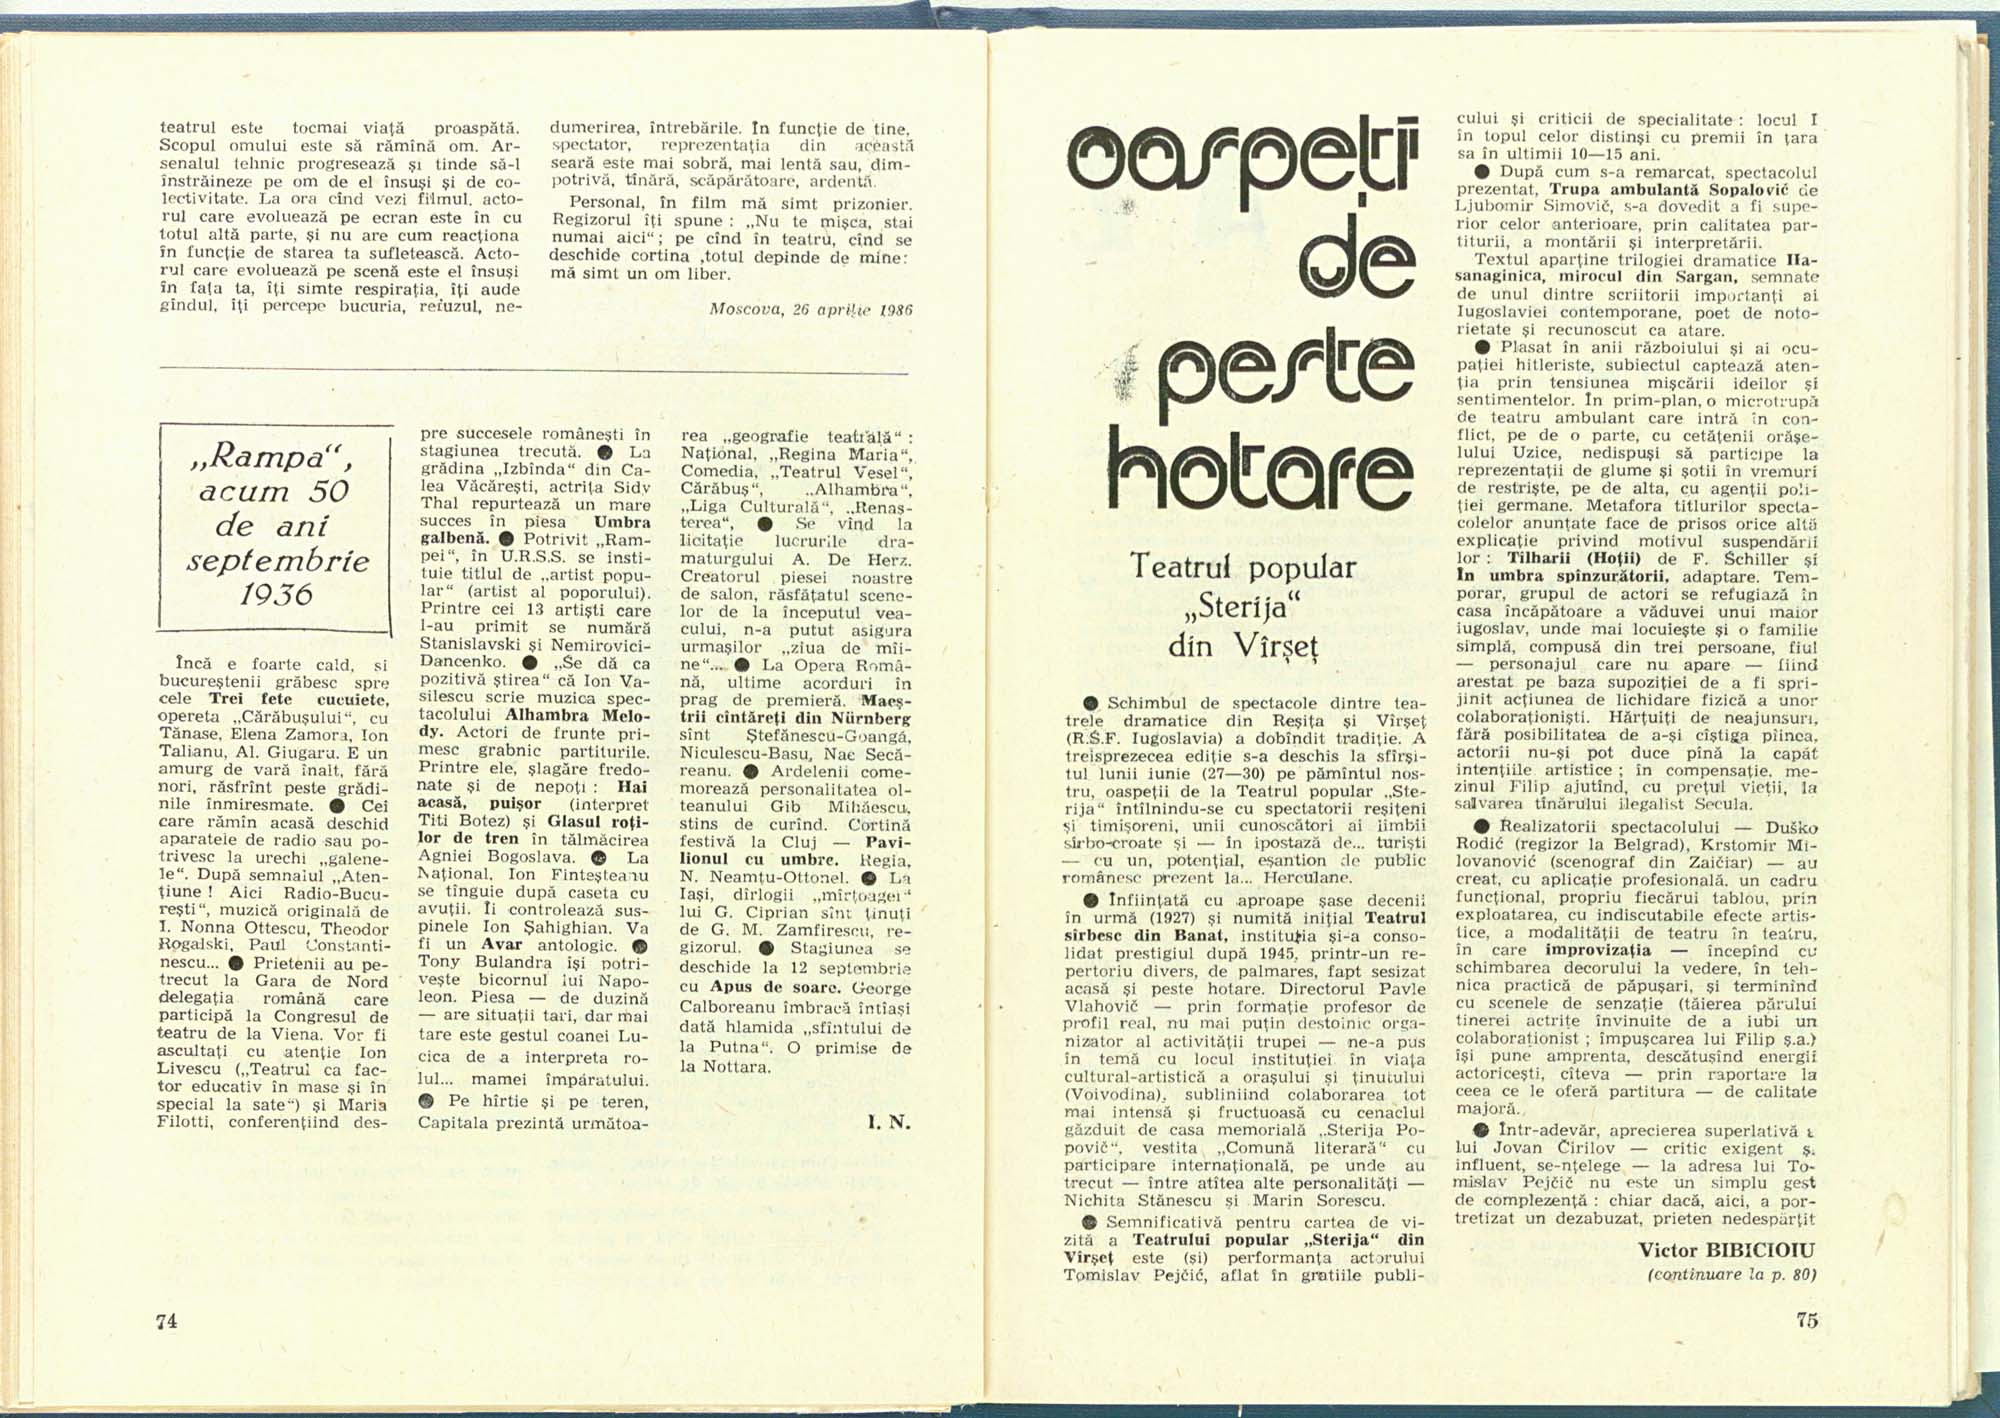 teatrul este tocmai viață proaspătă.
Scopul omului este să rămînă om. Ar-
senalul tehnic progresează și tinde să-l
înstrăineze pe om de el însuși și de co-
lectivitate. La ora cînd vezi filmul, acto-
rul care evoluează pe ecran este în cu
totul altă parte, și nu are cum reacționa
în funcție de starea ta sufletească. Acto-
rul care evoluează pe scenă este el însuși
în fața ta, îți simte respirația, îți aude
gîndul, îți percepe bucuria, refuzul, ne-
dumerirea, întrebările. În funcție de tine,
spectator, reprezentația din această
seară este mai sobră, mai lentă sau, dim-
potrivă, tînără, scăpărătoare, ardentă.
Personal, în film mă simt prizonier.
Regizorul îți spune : „Nu te mișca, stai
numai aici“ ; pe cînd în teatru, cînd se
deschide cortina ,totul depinde de mine:
mă simt un om liber.
Moscova, 26 aprilie 1986
„Rampa“,
acum 50
de ani
septembrie
1936
Încă e foarte cald, si
bucureștenii grăbesc spre
cele Trei fete cucuiete,
opereta „Cărăbușului“, cu
Tănase, Elena Zamora, Ion
Talianu, Al. Giugaru. E un
amurg de vară înalt, fără
nori, răsfrînt peste grădi-
nile înmiresmate. ● Cei
care rămîn acasă deschid
aparatele de radio sau po-
trivesc la urechi „galene-
le“. După semnalul „Aten-
țiune ! Aici Radio-Bucu-
rești“, muzică originală de
I. Nonna Ottescu, Theodor
Rogalski, Paul Constanti-
nescu... ● Prietenii au pe-
trecut la Gara de Nord
delegația română care
participă la Congresul de
teatru de la Viena. Vor fi
ascultați cu atenție Ion
Livescu („Teatrul ca fac-
tor educativ în mase și în
special la sate“) și Maria
Filotti, conferențiind des-
pre succesele românești în
stagiunea trecută. ● La
grădina „Izbînda“ din Ca-
lea Văcărești, actrița Sidy
Thal repurtează un mare
succes în piesa Umbra
galbenă. ● Potrivit „Ram-
pei“, în U.R.S.S. se insti-
tuie titlul de „artist popu-
lar“ (artist al poporului).
Printre cei 13 artiști care
l-au primit se numără
Stanislavski și Nemirovici-
Dancenko. ● „Se dă ca
pozitivă știrea“ că Ion Va-
silescu scrie muzica spec-
tacolului Alhambra Melo-
dy. Actori de frunte pri-
mesc grabnic partiturile.
Printre ele, șlagăre fredo-
nate și de nepoți : Hai
acasă, puișor (interpret
Titi Botez) și Glasul roți-
lor de tren în tălmăcirea
Agniei Bogoslava. ● La
Național, Ion Finteșteanu
se tînguie după caseta cu
avuții. Îi controlează sus-
pinele Ion Șahighian. Va
fi un Avar antologic. ●
Tony Bulandra își potri-
vește bicornul lui Napo-
leon. Piesa — de duzină
— are situații tari, dar mai
tare este gestul coanei Lu-
cica de a interpreta ro-
lul... mamei împăratului.
● Pe hîrtie și pe teren,
Capitala prezintă următoa-
rea „geografie teatrală“ :
Național, „Regina Maria“,
Comedia, „Teatrul Vesel“,
Cărăbuș“, „Alhambra“,
„Liga Culturală“, „Renas-
terea“, ● Se vînd la
licitație lucrurile dra-
maturgului A. De Herz.
Creatorul piesei noastre
de salon, răsfățatul scene-
lor de la începutul vea-
cului, n-a putut asigura
urmașilor „ziua de mîi-
ne“... ● La Opera Româ-
nă, ultime acorduri în
prag de premieră. Maeș-
trii cîntăreți din Nürnberg
sînt Ștefănescu-Goangă,
Niculescu-Basu, Nae Secă-
reanu. ● Ardelenii come-
morează personalitatea ol-
teanului Gib Mihăescu,
stins de curînd. Cortină
festivă la Cluj — Pavi-
lionul cu umbre. Regia,
N. Neamțu-Ottonel. ● La
Iași, dîrlogii „mîrțoagei“
lui G. Ciprian sînt ținuți
de G. M. Zamfirescu, re-
gizorul. ● Stagiunea se
deschide la 12 septembrie
cu Apus de soare. George
Calboreanu îmbracă întîași
dată hlamida „sfîntului de
la Putna“. O primise de
la Nottara.
I. N.
74
oaspeți
de
peste
hotare
Teatrul popular
„Sterija“
din Vîrșeț
● Schimbul de spectacole dintre tea-
trele dramatice din Reșița și Vîrșeț
(R.S.F. Iugoslavia) a dobîndit tradiție. A
treisprezecea ediție s-a deschis la sfîrși-
tul lunii iunie (27—30) pe pămîntul nos-
tru, oaspeții de la Teatrul popular „Ste-
rija“ întîlnindu-se cu spectatorii reșițeni
și timișoreni, unii cunoscători ai limbii
sîrbo-croate și — în ipostază de... turiști
— cu un, potențial, eșantion de public
românesc prezent la... Herculane.
● Înființată cu aproape șase decenii
în urmă (1927) și numită inițial Teatrul
sîrbesc din Banat, instituția și-a conso-
lidat prestigiul după 1945, printr-un re-
pertoriu divers, de palmares, fapt sesizat
acasă și peste hotare. Directorul Pavle
Vlahovič — prin formație profesor de
profil real, nu mai puțin destoinic orga-
nizator al activității trupei — ne-a pus
în temă cu locul instituției în viața
cultural-artistică a orașului și ținutului
(Voivodina), subliniind colaborarea tot
mai intensă și fructuoasă cu cenaclul
găzduit de casa memorială „Sterija Po-
povič“, vestita „Comună literară“ cu
participare internațională, pe unde au
trecut — între atîtea alte personalități —
Nichita Stănescu și Marin Sorescu.
● Semnificativă pentru cartea de vi-
zită a Teatrului popular „Sterija“ din
Vîrșeț este (și) performanța actorului
Tomislav Pejčić, aflat în grațiile publi-
cului și criticii de specialitate : locul I
în topul celor distinși cu premii în țara
sa în ultimii 10—15 ani.
● După cum s-a remarcat, spectacolul
prezentat, Trupa ambulantă Sopalovič de
Ljubomir Simovič, s-a dovedit a fi supe-
rior celor anterioare, prin calitatea par-
titurii, a montării și interpretării.
Textul aparține trilogiei dramatice Ha-
sanaginica, mirocul din Sargan, semnate
de unul dintre scriitorii importanți ai
Iugoslaviei contemporane, poet de noto-
rietate și recunoscut ca atare.
● Plasat în anii războiului și ai ocu-
pației hitleriste, subiectul captează aten-
ția prin tensiunea mișcării ideilor și
sentimentelor. În prim-plan, o microtrupă
de teatru ambulant care intră în con-
flict, pe de o parte, cu cetățenii orășe-
lului Uzice, nedispuși să participe la
reprezentații de glume și șotii în vremuri
de restriște, pe de alta, cu agenții poli-
ției germane. Metafora titlurilor specta-
colelor anunțate face de prisos orice altă
explicație privind motivul suspendării
lor : Tilharii (Hoții) de F. Schiller și
În umbra spînzurătorii, adaptare. Tem-
porar, grupul de actori se refugiază în
casa încăpătoare a văduvei unui maior
iugoslav, unde mai locuiește și o familie
simplă, compusă din trei persoane, fiul
— personajul care nu apare — fiind
arestat pe baza supoziției de a fi spri-
jinit acțiunea de lichidare fizică a unor
colaboraționiști. Hărțuiți de neajunsuri,
fără posibilitatea de a-și cîștiga pîinea,
actorii nu-și pot duce pînă la capăt
intențiile artistice ; în compensație, me-
zinul Filip ajutînd, cu prețul vieții, la
salvarea tînărului ilegalist Secula.
● Realizatorii spectacolului — Duško
Rodić (regizor la Belgrad), Krstomir Mi-
lovanović (scenograf din Zaičiar) — au
creat, cu aplicație profesională, un cadru
funcțional, propriu fiecărui tablou, prin
exploatarea, cu indiscutabile efecte artis-
tice, a modalității de teatru în teatru,
în care improvizația — începînd cu
schimbarea decorului la vedere, în teh-
nica practică de păpușari, și terminînd
cu scenele de senzație (tăierea părului
tinerei actrițe învinuite de a iubi un
colaboraționist ; împușcarea lui Filip ș.a.)
își pune amprenta, descătușînd energii
actoricești, cîteva — prin raportare la
ceea ce le oferă partitura — de calitate
majoră.
● Într-adevăr, aprecierea superlativă a
lui Jovan Čirilov — critic exigent și
influent, se-nțelege — la adresa lui To-
mislav Pejčič nu este un simplu gest
de complezență : chiar dacă, aici, a por-
tretizat un dezabuzat, prieten nedespărțit
Victor BIBICIOIU
(continuare la p. 80)
75